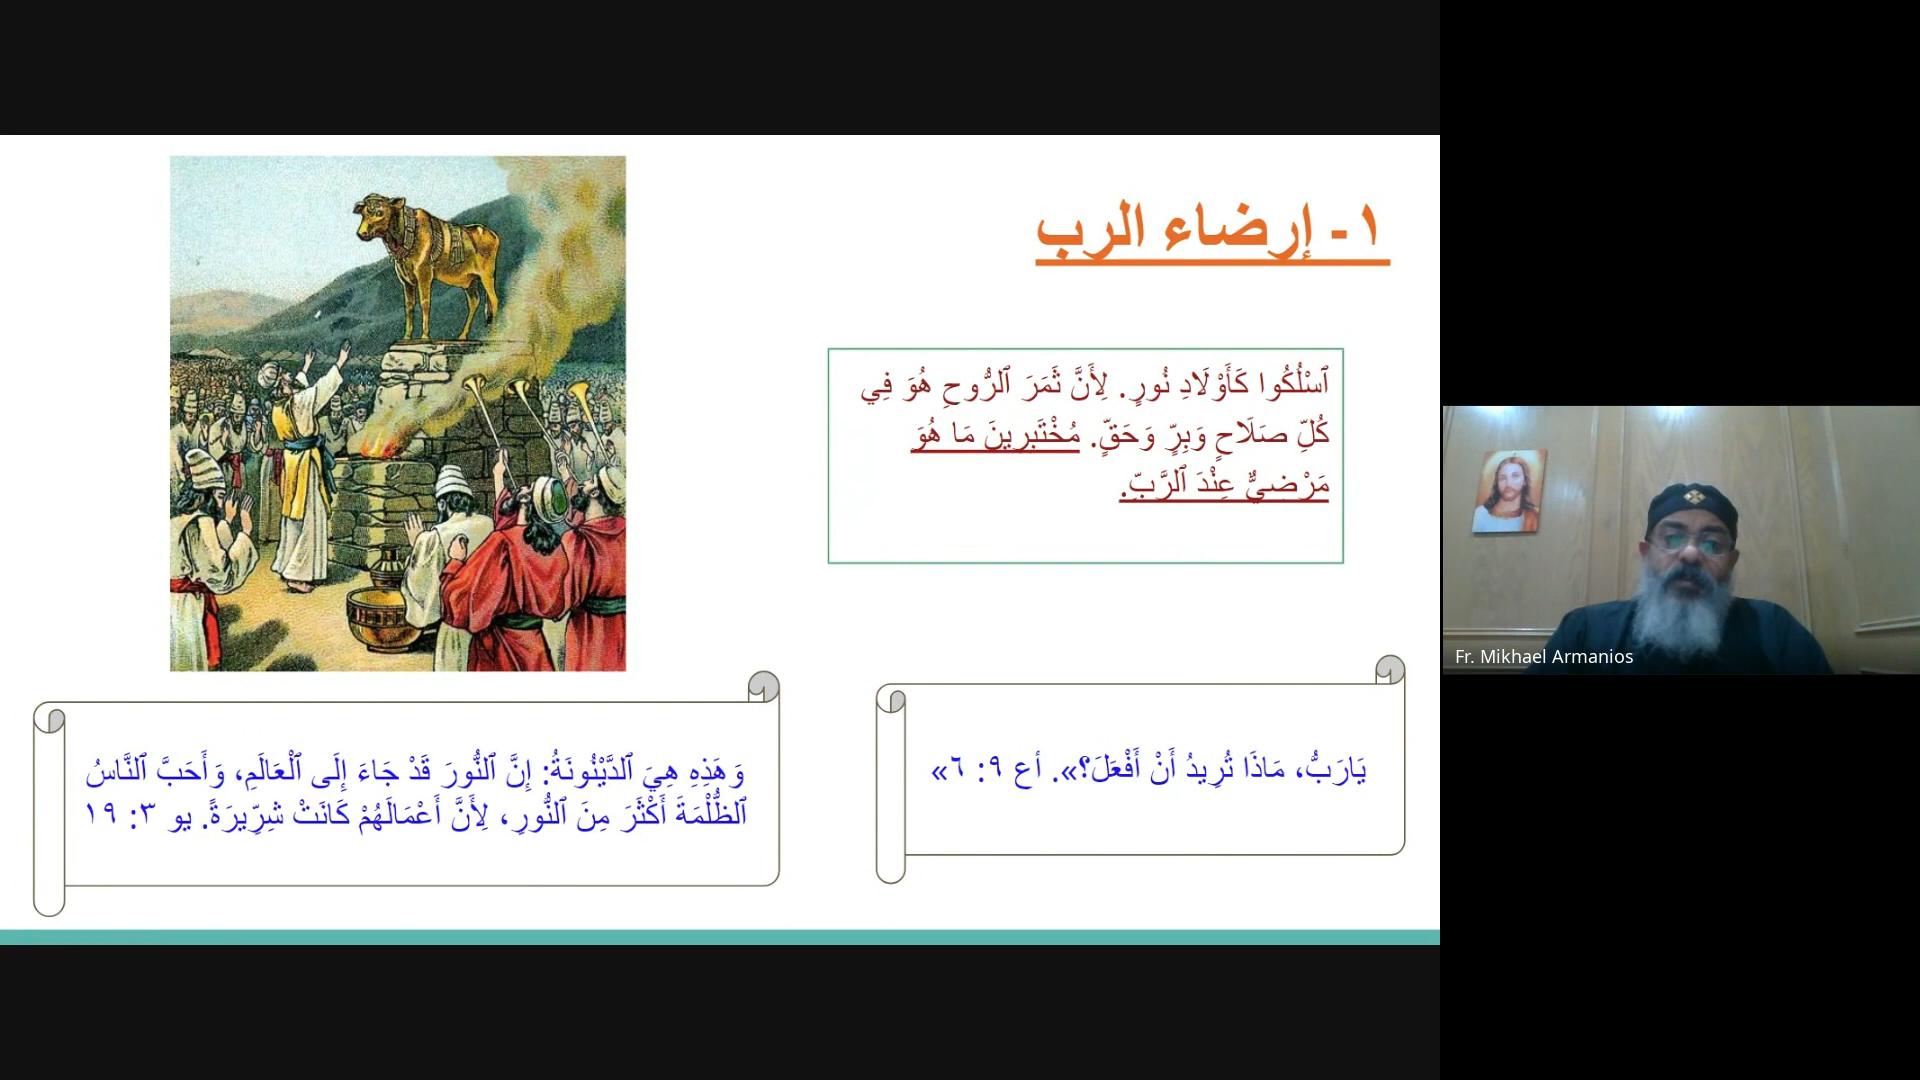 ١- إرضاء الرب
ٱسْلُكُوا كَأَوْلَادِ نُورٍ. لِأَنَّ ثَمَرَ ٱلرُّوحِ هُوَ فِي
كُلِّ صَلَاحٍ وَبِرٍّ وَحَقٍّ. مُخْتَبِرِينَ مَا هُوَ
مَرْضِيٌّ عِنْدَ ٱلرَّبِّ.
يَارَبُّ، مَاذَا تُرِيدُ أَنْ أَفْعَلَ؟». أع ٩: ٦»
وَهَذِهِ هِيَ ٱلدَّيْنُونَةُ: إِنَّ ٱلنُّورَ قَدْ جَاءَ إِلَى ٱلْعَالَمِ، وَأَحَبَّ ٱلنَّاسُ
ٱلظُّلْمَةَ أَكْثَرَ مِنَ ٱلنُّورِ، لِأَنَّ أَعْمَالَهُمْ كَانَتْ شِرِّيرَةً. يو ٣: ١٩
Fr. Mikhael Armanios